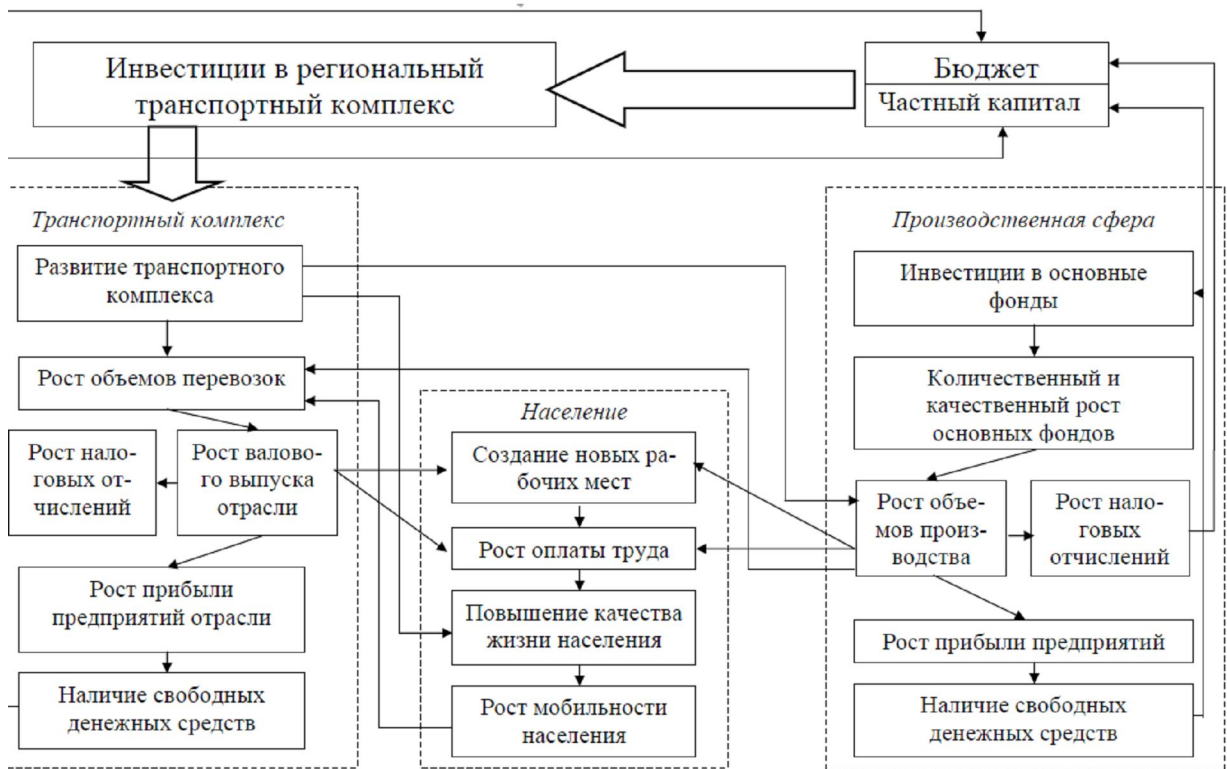 Инвестиции в региональный
транспортный комплекс
Бюджет
Частный капитал
Транспортный комплекс
Развитие транспортного
комплекса
Рост объемов перевозок
Рост нало-
говых от-
числений
Рост валово-
го выпуска
отрасли
Рост прибыли
предприятий отрасли
Наличие свободных
денежных средств
Население
Создание новых ра-
бочих мест
Рост оплаты труда
Повышение качества
жизни населения
Рост мобильности
населения
Производственная сфера
Инвестиции в основные
фонды
Количественный и
качественный рост
основных фондов
Рост объе-
мов произ-
водства
Рост нало-
говых
отчислений
Рост прибыли предприятий
Наличие свободных
денежных средств